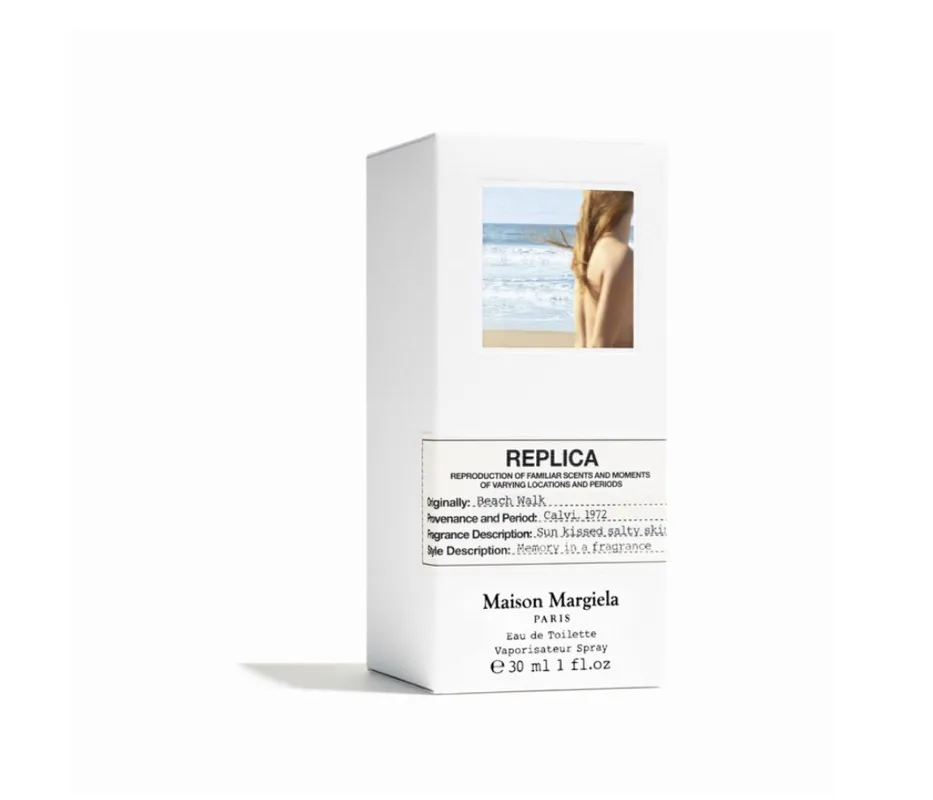 REPLICA
REPRODUCTION OF FAMILIAR SCENTS AND MOMENTS
OF VARYING LOCATIONS AND PERIODS
Originally: Beach Walk
Provenance and Period: Calvi, 1972
Fragrance Description: Sun kissed salty skin
Style Description: Memory in a fragrance
Maison Margiela
PARIS
Eau de Toilette
Vaporisateur Spray
℮ 30 ml 1 fl.oz